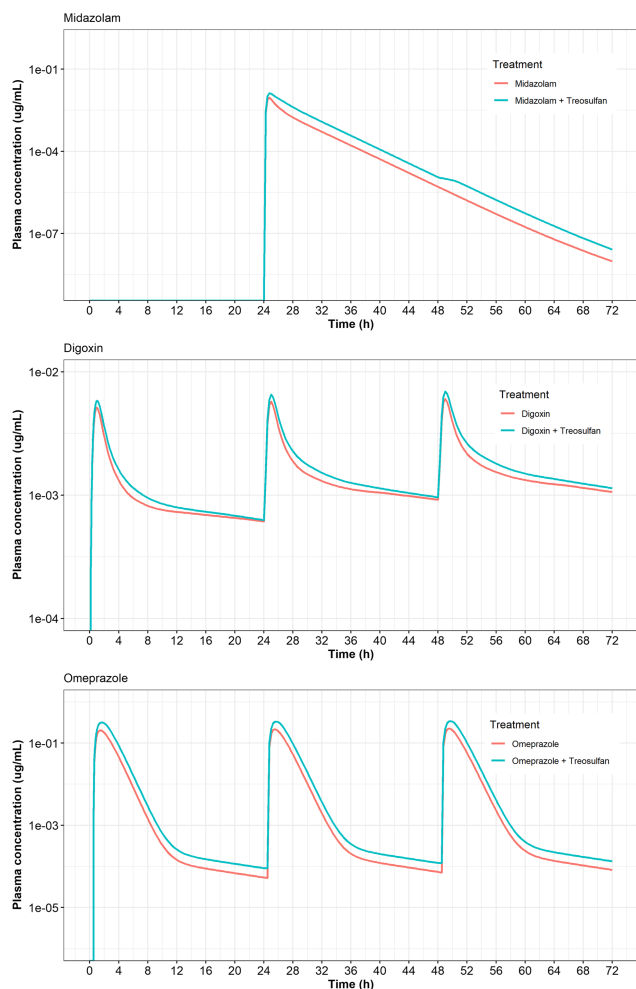 Midazolam
Plasma concentration (ug/mL)
1e-01
1e-04
1e-07
Treatment
Midazolam
Midazolam + Treosulfan
0 4 8 12 16 20 24 28 32 36 40 44 48 52 56 60 64 68 72
Time (h)
Digoxin
Plasma concentration (ug/mL)
1e-02
1e-03
1e-04
Treatment
Digoxin
Digoxin + Treosulfan
0 4 8 12 16 20 24 28 32 36 40 44 48 52 56 60 64 68 72
Time (h)
Omeprazole
Plasma concentration (ug/mL)
1e-01
1e-03
1e-05
Treatment
Omeprazole
Omeprazole + Treosulfan
0 4 8 12 16 20 24 28 32 36 40 44 48 52 56 60 64 68 72
Time (h)